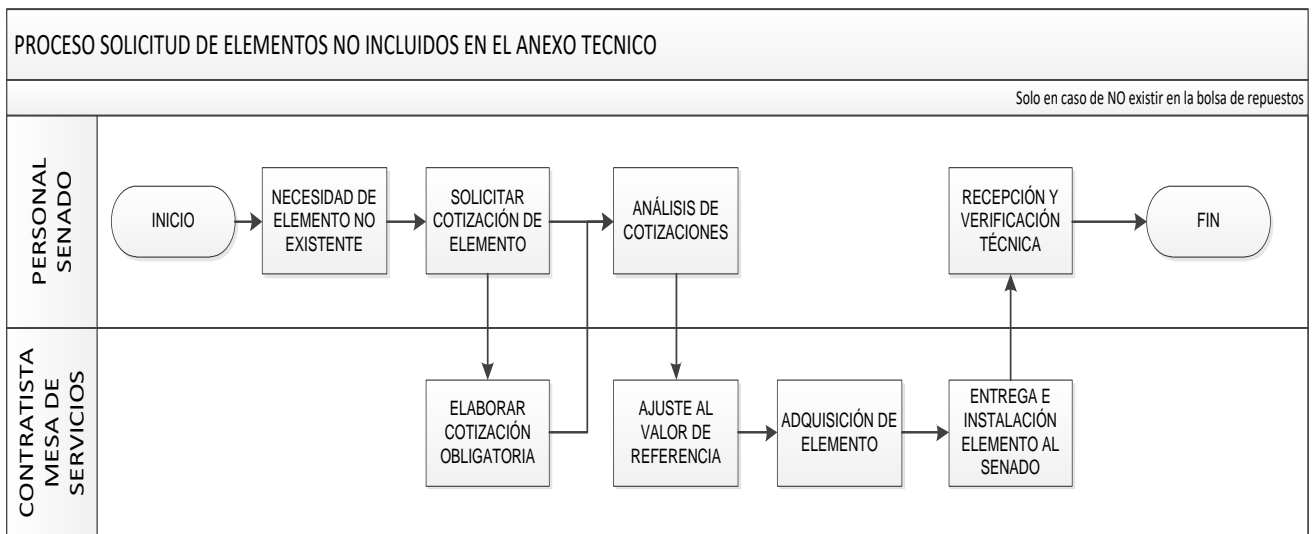 PROCESO SOLICITUD DE ELEMENTOS NO INCLUIDOS EN EL ANEXO TECNICO
Solo en caso de NO existir en la bolsa de repuestos
PERSONAL
SENADO
INICIO
NECESIDAD DE
ELEMENTO NO
EXISTENTE
SOLICITAR
COTIZACIÓN DE
ELEMENTO
ANÁLISIS DE
COTIZACIONES
RECEPCIÓN Y
VERIFICACIÓN
TÉCNICA
FIN
CONTRATISTA
MESA DE
SERVICIOS
ELABORAR
COTIZACIÓN
OBLIGATORIA
AJUSTE AL
VALOR DE
REFERENCIA
ADQUISICIÓN DE
ELEMENTO
ENTREGA E
INSTALACIÓN
ELEMENTO AL
SENADO